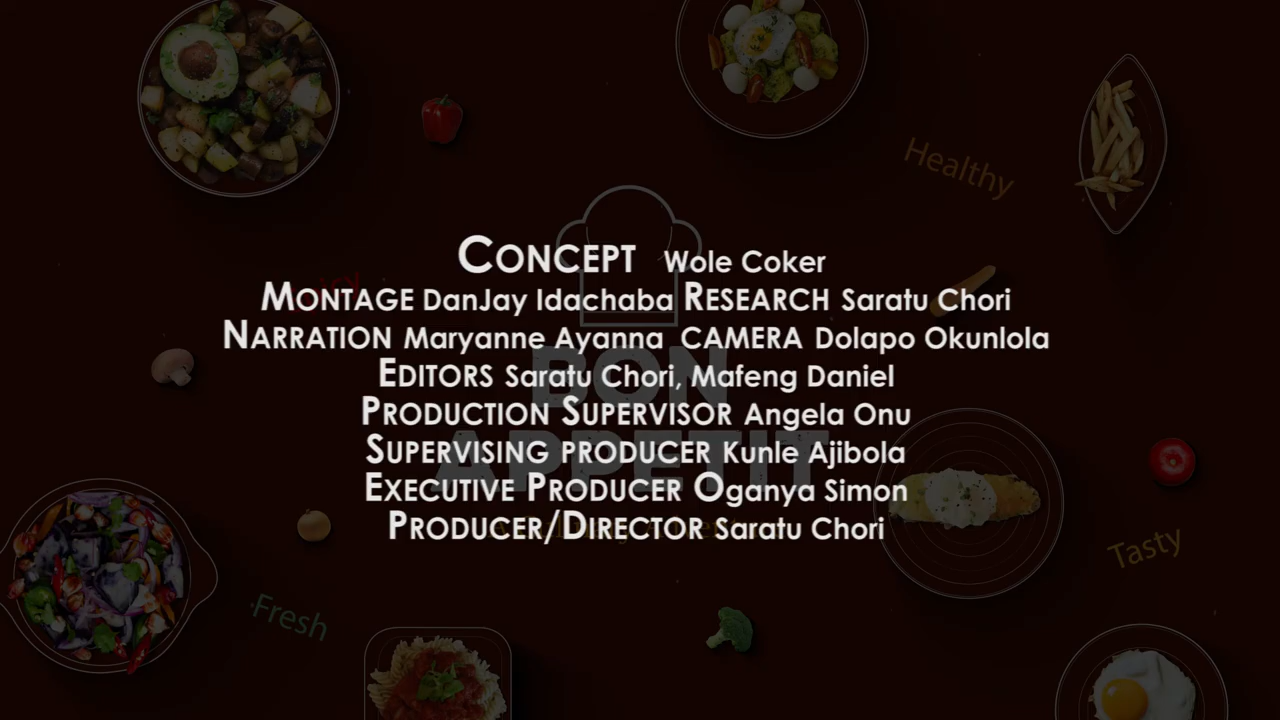 Healthy
CONCEPT Wole Coker
MONTAGE DanJay Idachaba RESEARCH Saratu Chori
NARRATION Maryanne Ayanna CAMERA Dolapo Okunlola
EDITORS Saratu Chori, Mafeng Daniel
PRODUCTION SUPERVISOR Angela Onu
SUPERVISING PRODUCER Kunle Ajibola
EXECUTIVE PRODUCER Oganya Simon
PRODUCER/DIRECTOR Saratu Chori
BON
APPETIT
Tasty
Fresh